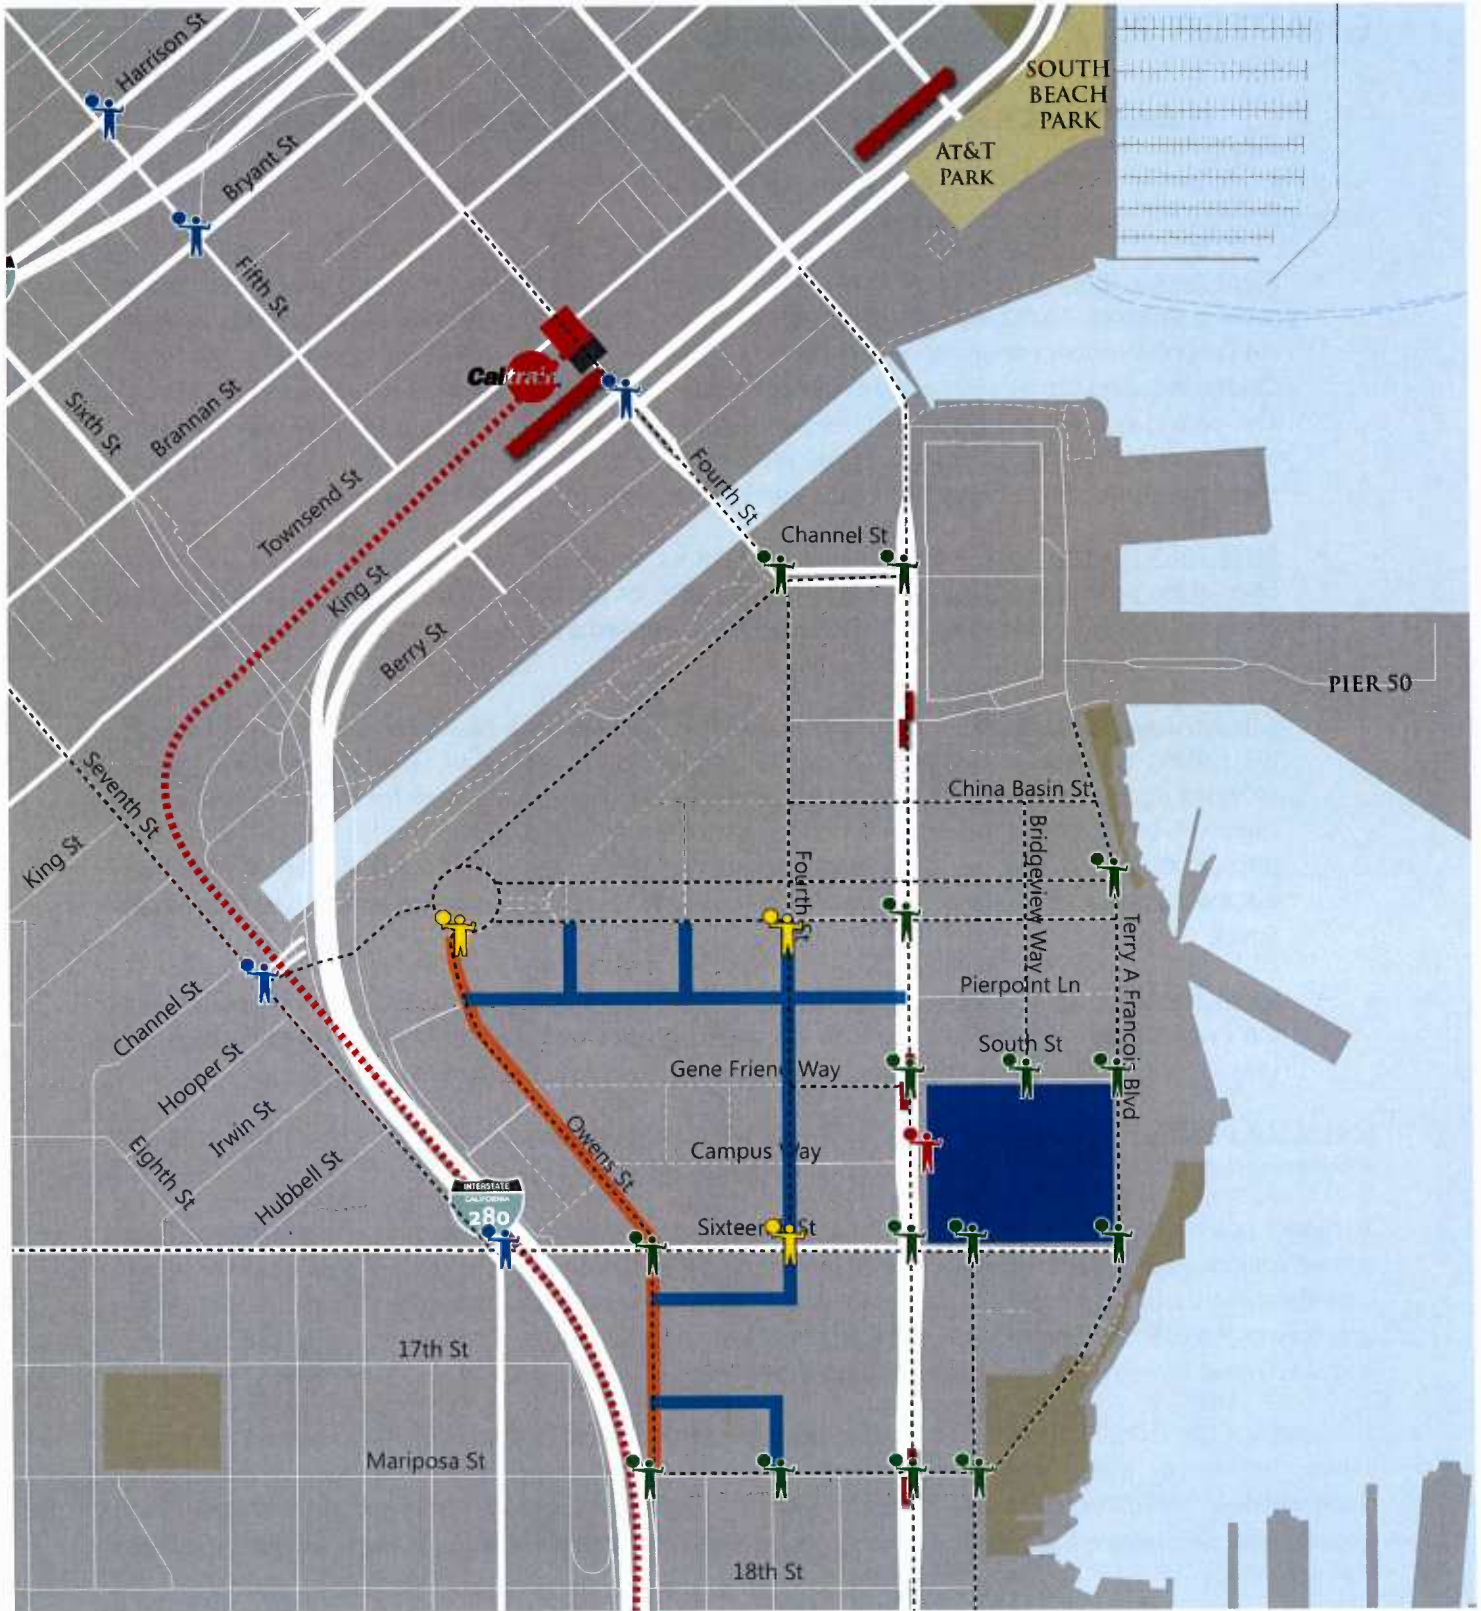 Harrison St
SOUTH
BEACH
PARK
AT&T
PARK
Bryant St
Fifth St
Caltrain
Sixth St
Brannan St
Fourth St
Townsend St
Channel St
King St
Berry St
PIER 50
Seventh St
China Basin St
King St
Fourth
Bridgeview Way
Terry A Francois Blvd
Pierpoint Ln
Channel St
South St
Hooper St
Gene Friend Way
Irwin St
Owens St
Campus Way
Eighth St
Hubbell St
INTERSTATE
CALIFORNIA
280
St
17th St
Mariposa St
18th St